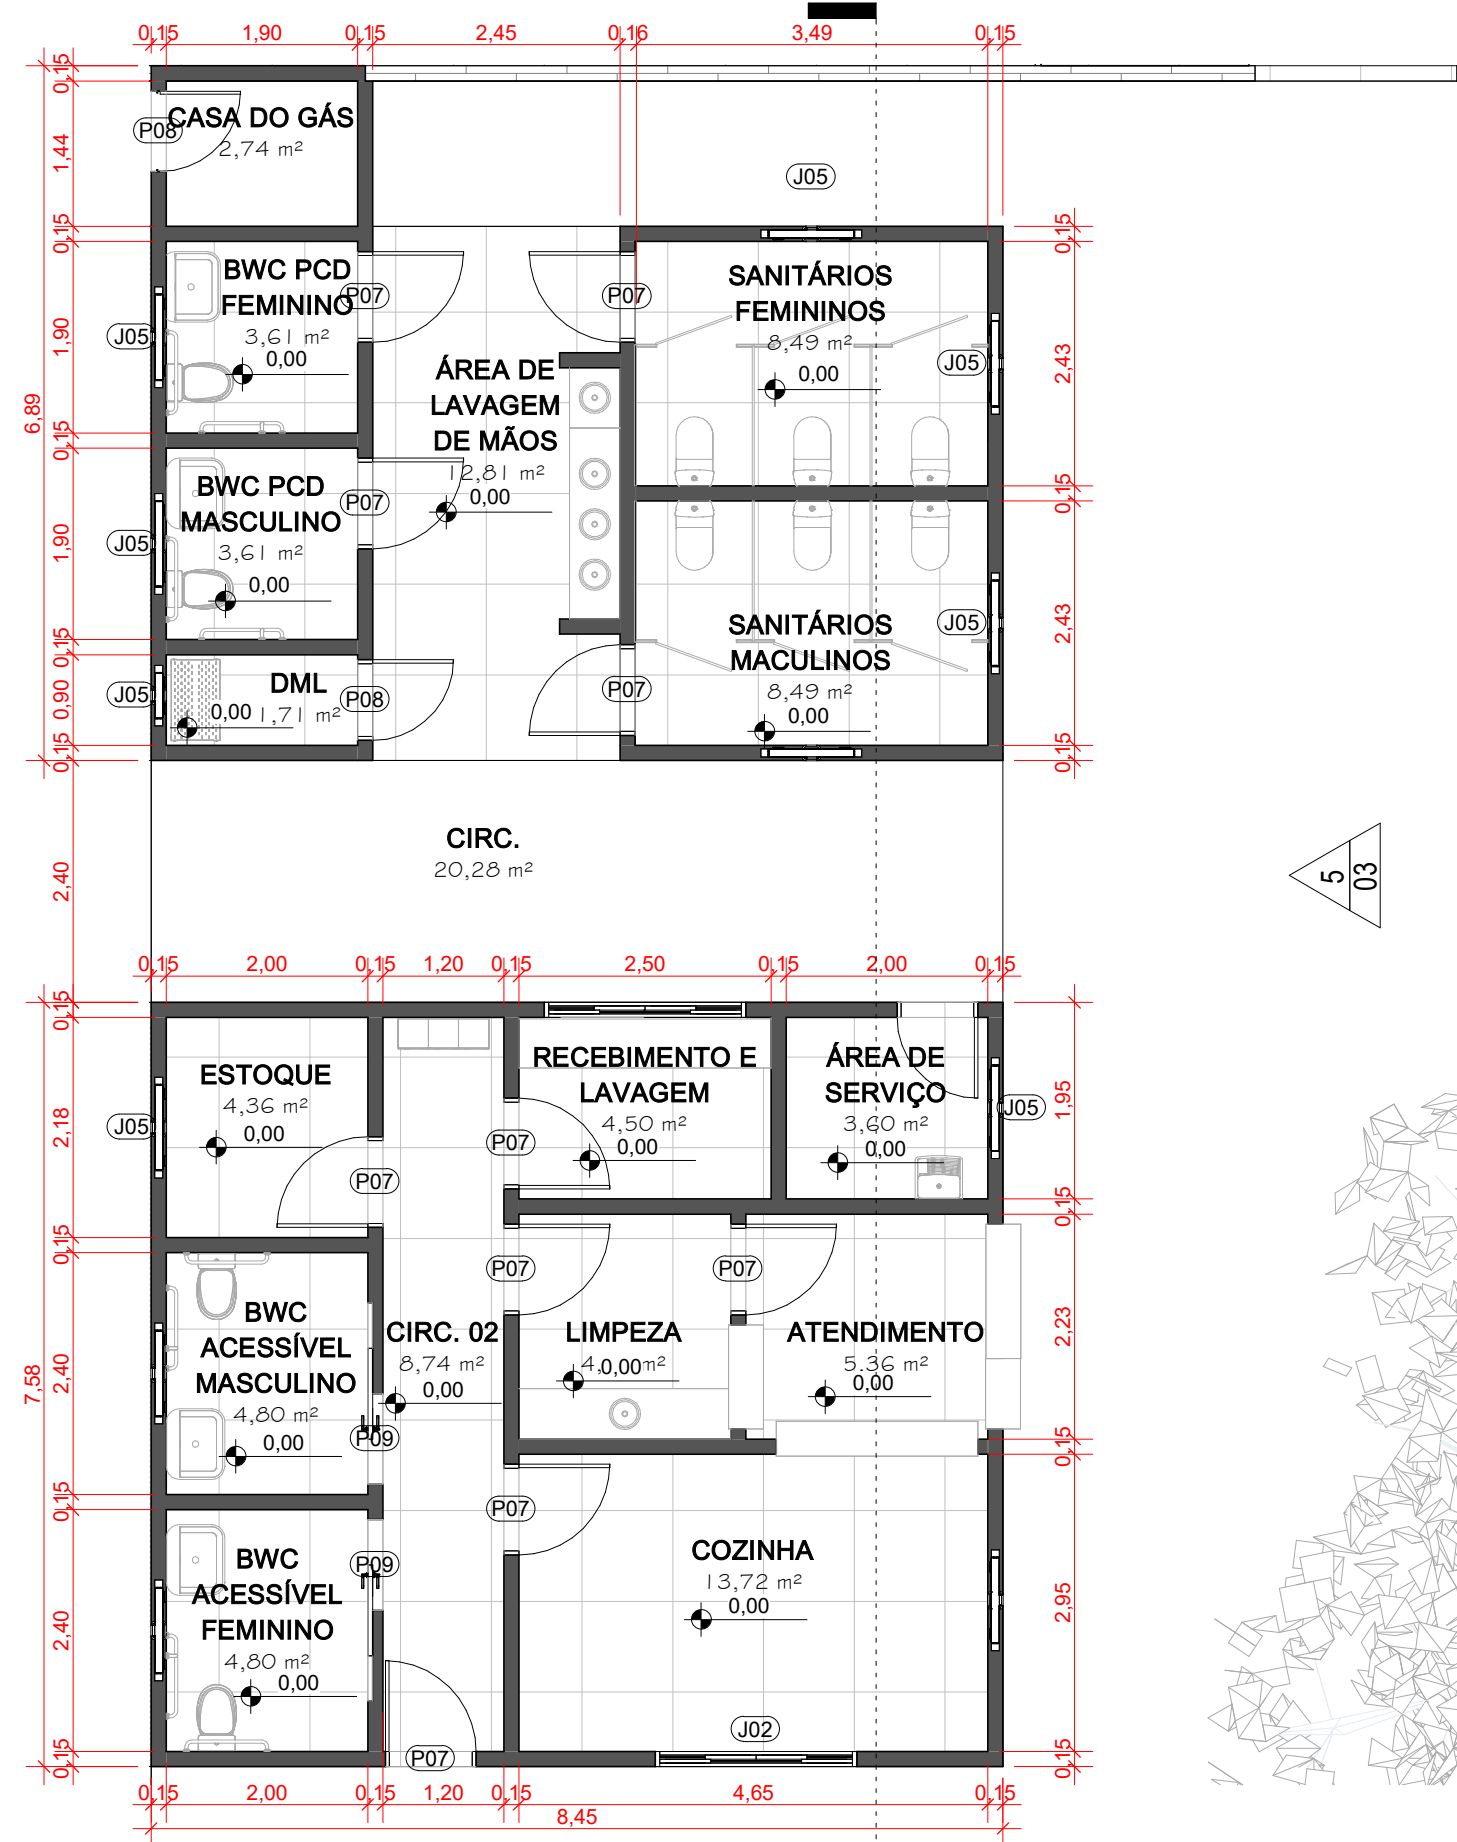 0,15 1,90 0,15 2,45 0,16 3,49 0,15
0,15
1,44
0,15
1,90
0,15
1,90
0,15
0,90
0,15
6,89
2,40
CASA DO GÁS
2,74 m²
P08
J05
BWC PCD
FEMININO
3,61 m²
0,00
P07
J05
ÁREA DE
LAVAGEM
DE MÃOS
12,81 m²
0,00
P07
SANITÁRIOS
FEMININOS
8,49 m²
0,00
J05
0,15
2,43
0,15
2,43
0,15
BWC PCD
MASCULINO
3,61 m²
0,00
P07
J05
SANITÁRIOS
MACULINOS
8,49 m²
0,00
J05
P07
DML
0,00 1,71 m²
P08
J05
CIRC.
20,28 m²
5
03
0,15 2,00 0,15 1,20 0,15 2,50 0,15 2,00 0,15
0,15
2,18
0,15
2,40
0,15
2,40
0,15
7,58
ESTOQUE
4,36 m²
0,00
J05
P07
RECEBIMENTO E
LAVAGEM
4,50 m²
0,00
P07
ÁREA DE
SERVIÇO
3,60 m²
0,00
J05
1,95
0,15
2,23
0,15
2,95
0,15
BWC
ACESSÍVEL
MASCULINO
4,80 m²
0,00
P09
CIRC. 02
8,74 m²
0,00
P07
LIMPEZA
0,00 m²
P07
ATENDIMENTO
5.36 m²
0,00
P07
BWC
ACESSÍVEL
FEMININO
4,80 m²
0,00
P09
COZINHA
13,72 m²
0,00
J02
P07
0,15 2,00 0,15 1,20 0,15 4,65 0,15
8,45